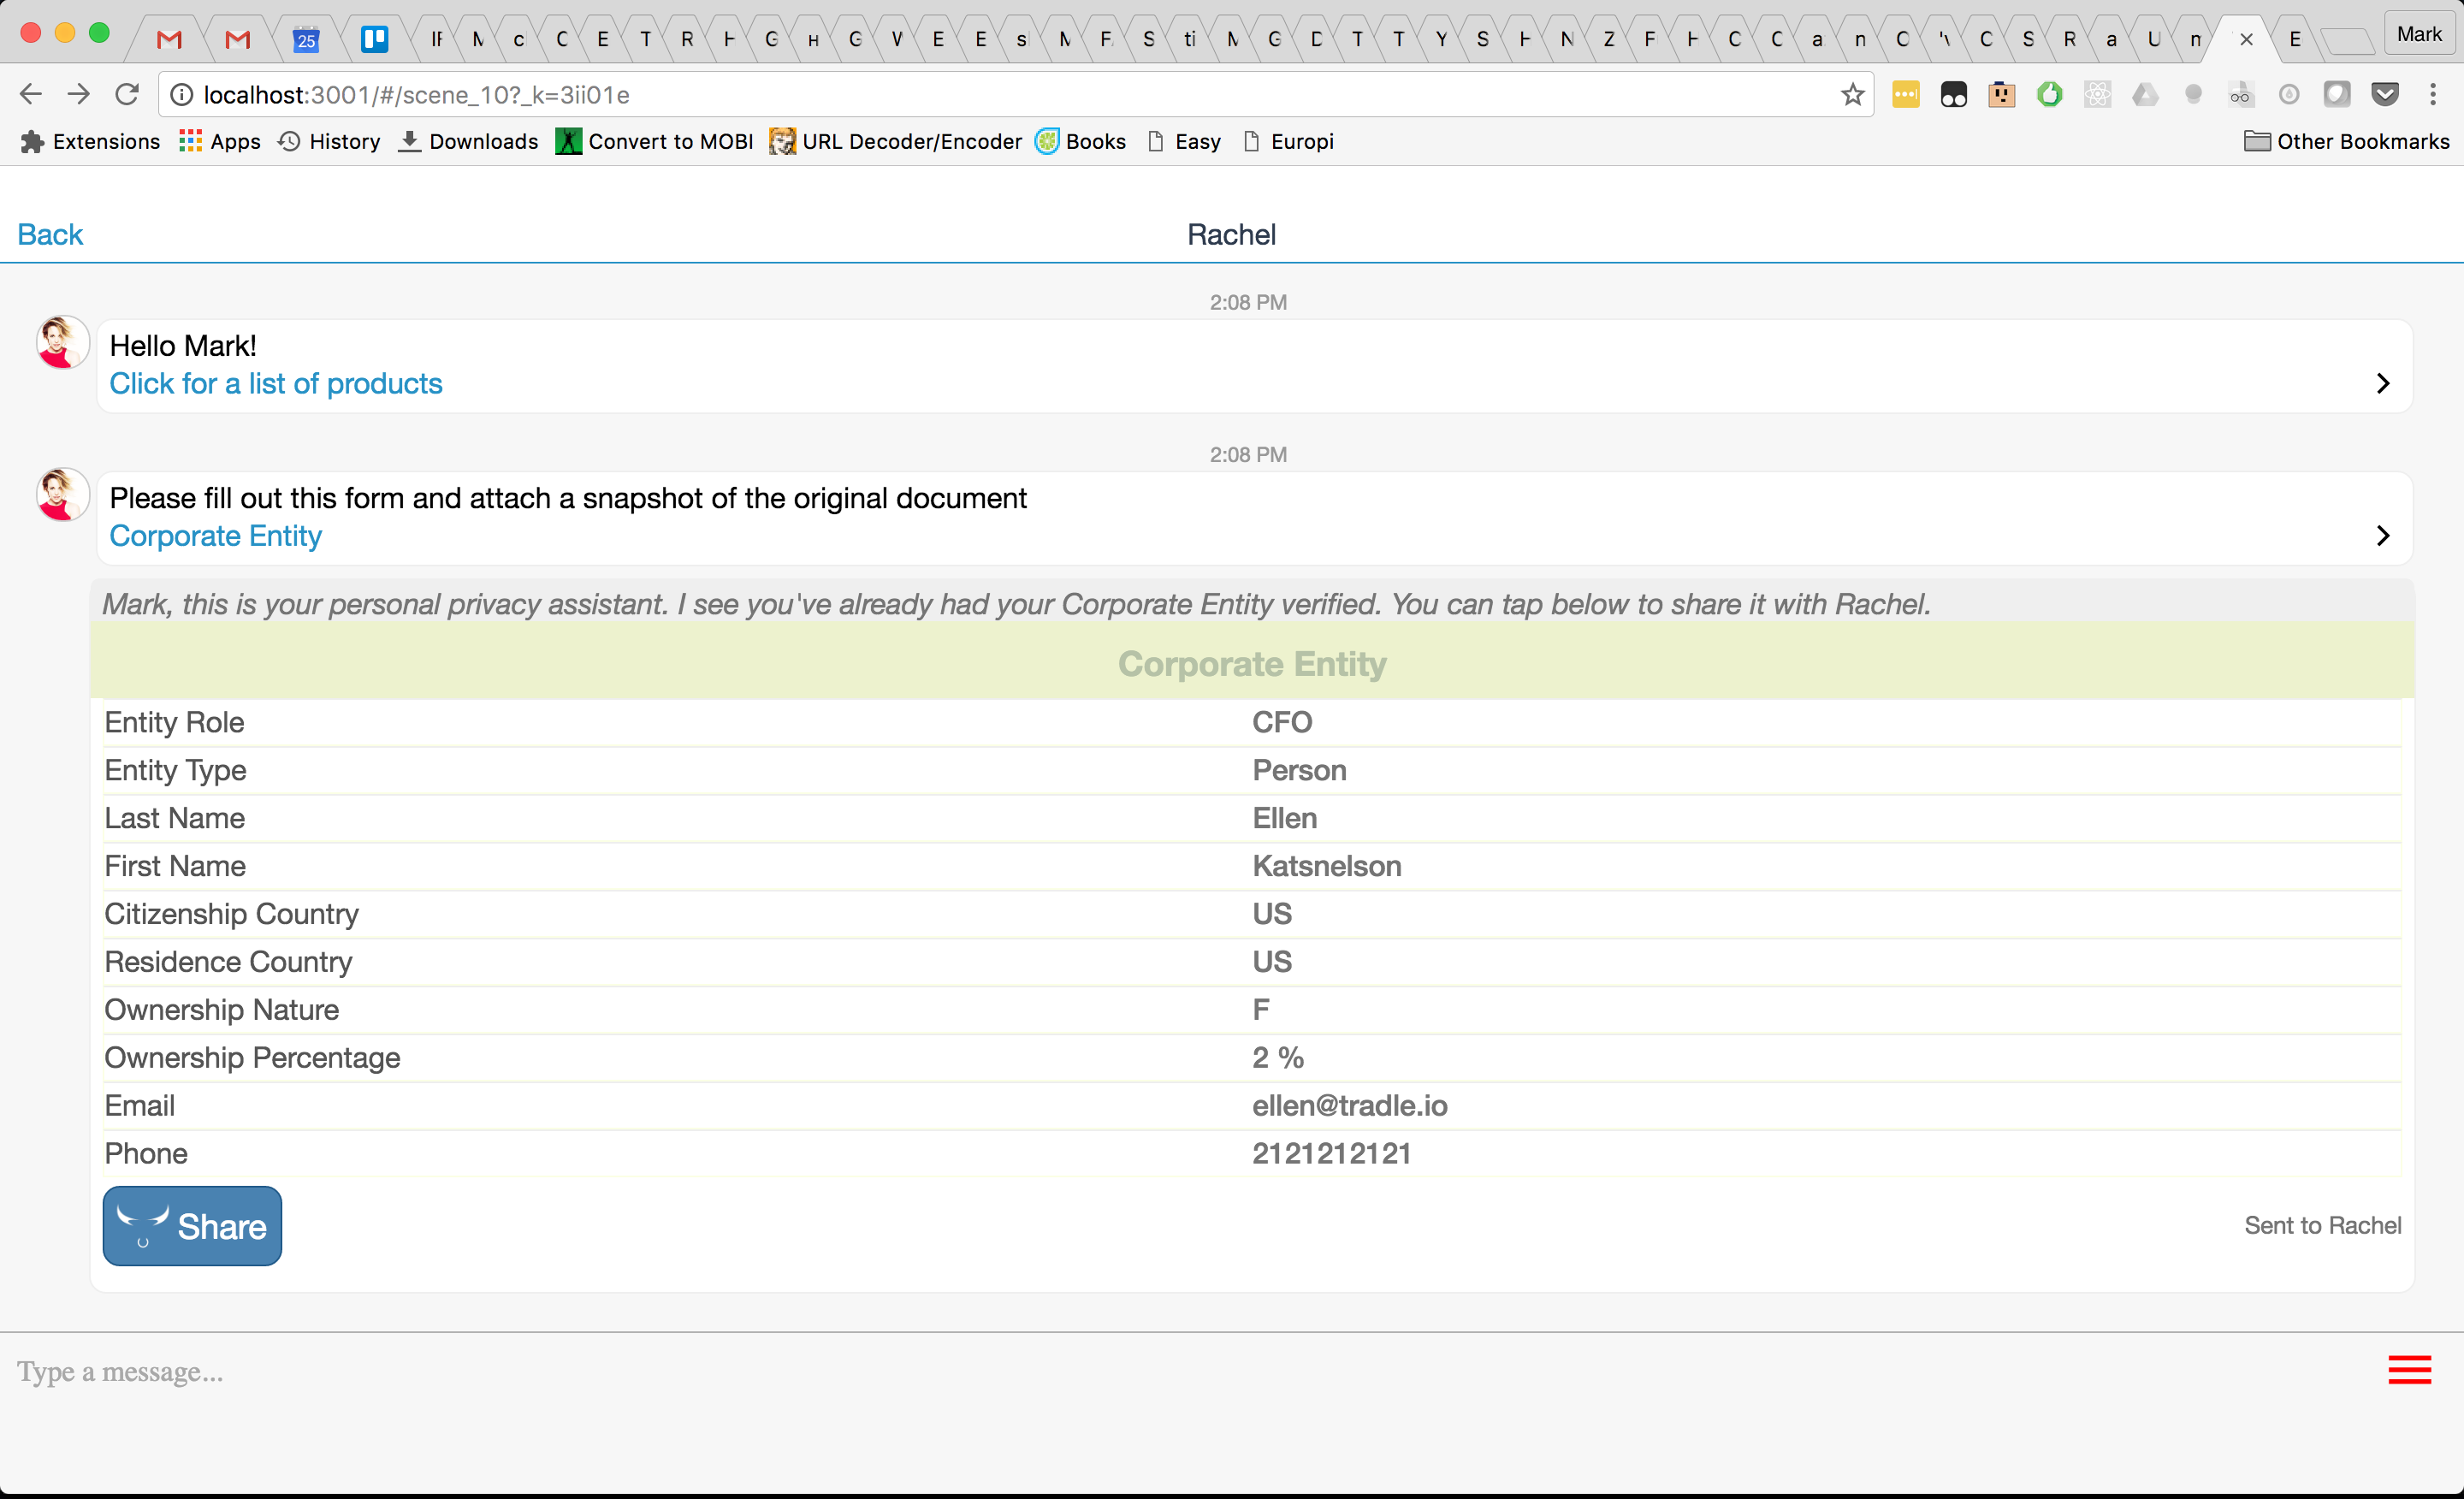 25 IF M c C E T R H G н G V E E s M F S ti M G D T T Y S H N Z F H C C a n C 'v C S R a U m E Mark
localhost:3001/#/scene_10?_k=3ii01e
Extensions Apps History Downloads Convert to MOBI URL Decoder/Encoder Books Easy Europi Other Bookmarks
Back Rachel
2:08 PM
Hello Mark!
Click for a list of products
2:08 PM
Please fill out this form and attach a snapshot of the original document
Corporate Entity
Mark, this is your personal privacy assistant. I see you've already had your Corporate Entity verified. You can tap below to share it with Rachel.
Corporate Entity
Entity Role CFO
Entity Type Person
Last Name Ellen
First Name Katsnelson
Citizenship Country US
Residence Country US
Ownership Nature F
Ownership Percentage 2 %
Email ellen@tradle.io
Phone 2121212121
Share Sent to Rachel
Type a message...